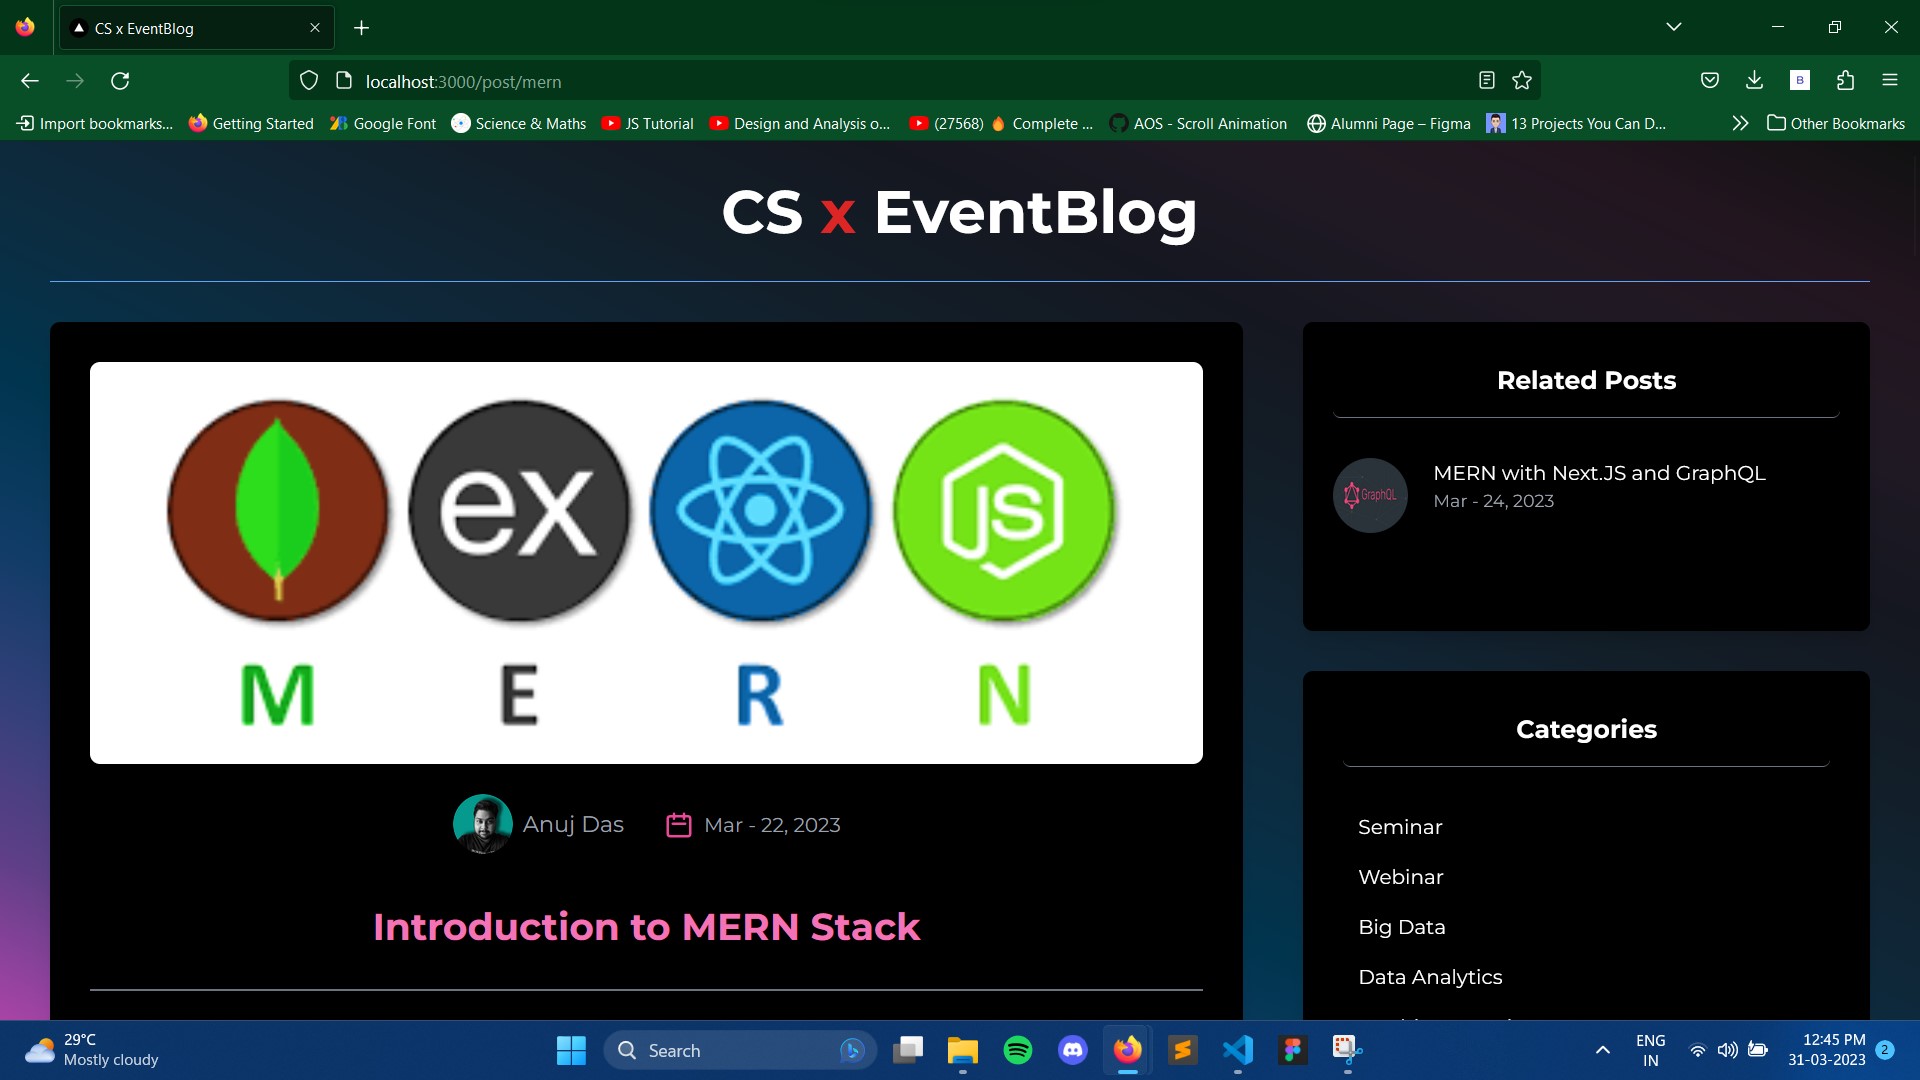 CS x EventBlog
localhost:3000/post/mern
B
Import bookmarks...
Getting Started
Google Font
Science & Maths
JS Tutorial
Design and Analysis o...
(27568) 🔥 Complete ...
AOS - Scroll Animation
Alumni Page – Figma
13 Projects You Can D...
Other Bookmarks
CS x EventBlog
ex
JS
M E R N
Anuj Das
Mar - 22, 2023
Introduction to MERN Stack
Related Posts
GraphQL
MERN with Next.JS and GraphQL
Mar - 24, 2023
Categories
Seminar
Webinar
Big Data
Data Analytics
29°C
Mostly cloudy
Search
ENG
IN
12:45 PM
31-03-2023
2